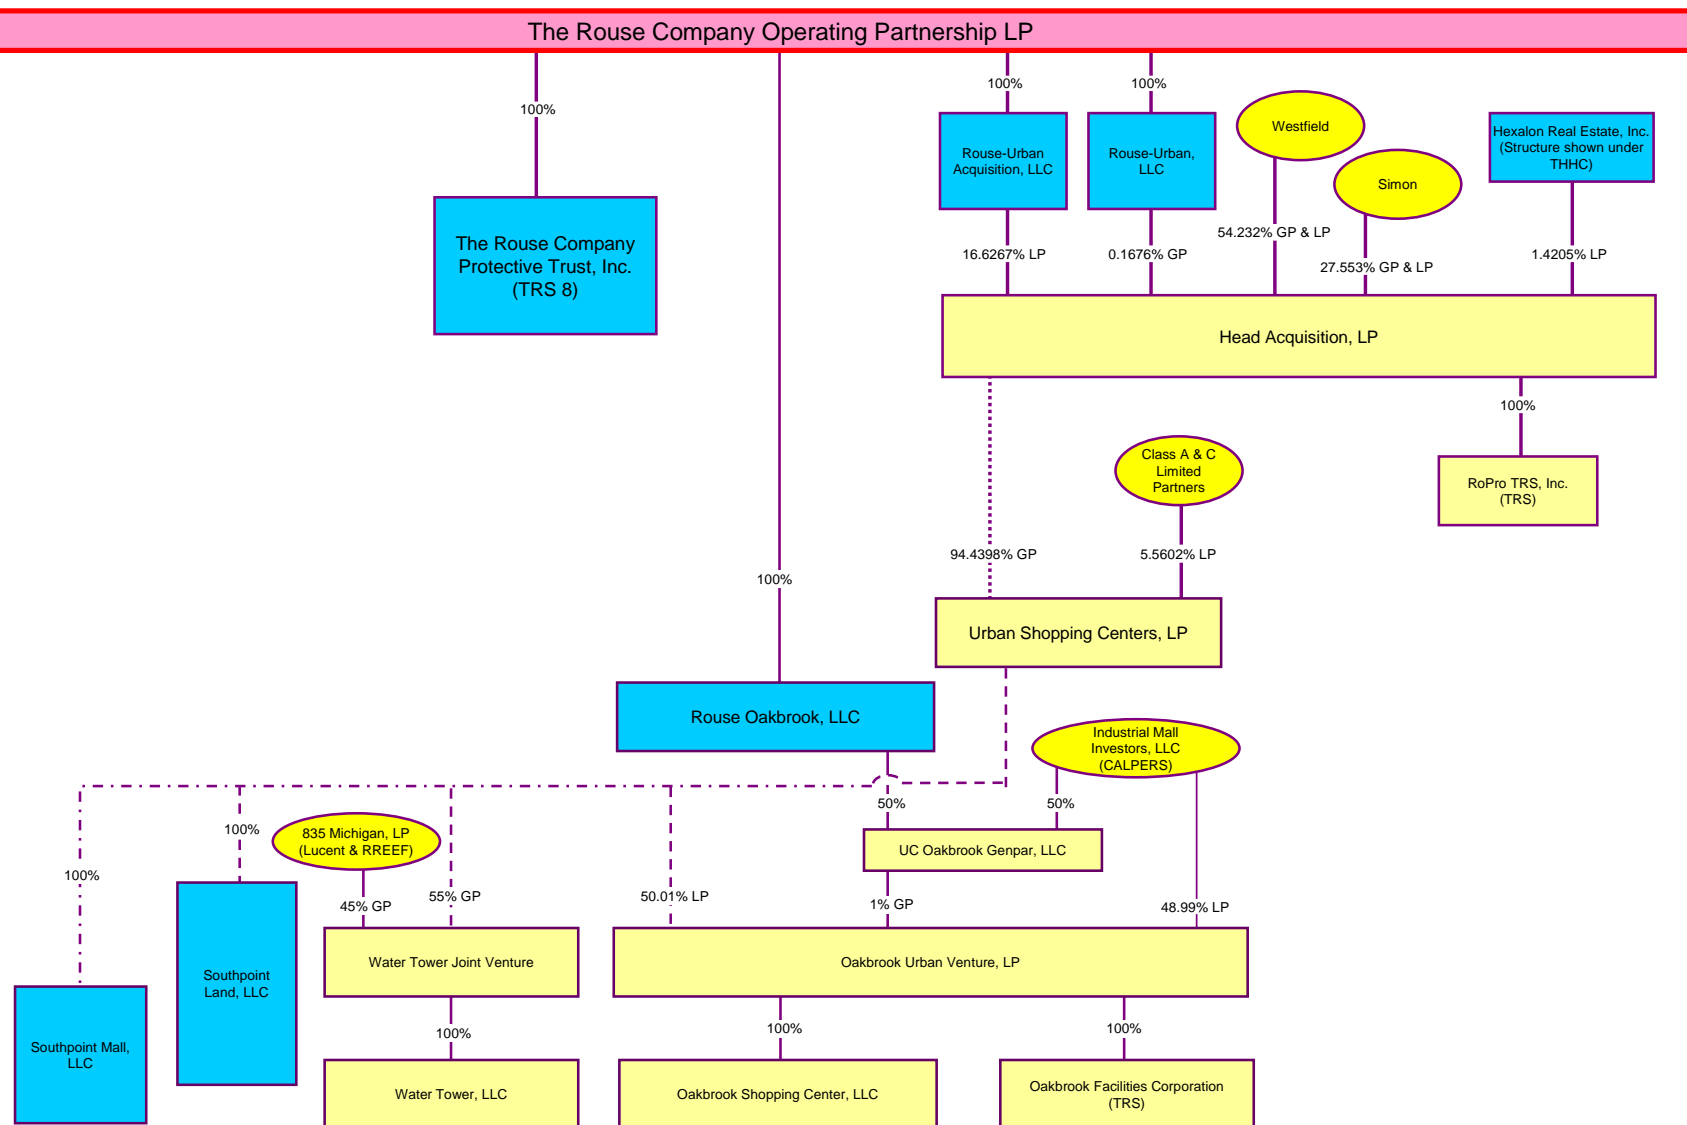 The Rouse Company Operating Partnership LP
100%
100%
100%
Westfield
Hexalon Real Estate, Inc.
(Structure shown under
THHC)
Rouse-Urban
Acquisition, LLC
Rouse-Urban,
LLC
Simon
The Rouse Company
Protective Trust, Inc.
(TRS 8)
16.6267% LP
0.1676% GP
54.232% GP & LP
27.553% GP & LP
1.4205% LP
Head Acquisition, LP
100%
Class A & C
Limited
Partners
RoPro TRS, Inc.
(TRS)
94.4398% GP
5.5602% LP
100%
Urban Shopping Centers, LP
Rouse Oakbrook, LLC
Industrial Mall
Investors, LLC
(CALPERS)
50%
50%
100%
835 Michigan, LP
(Lucent & RREEF)
UC Oakbrook Genpar, LLC
100%
45% GP
55% GP
50.01% LP
1% GP
48.99% LP
Southpoint
Land, LLC
Water Tower Joint Venture
Oakbrook Urban Venture, LP
Southpoint Mall,
LLC
100%
100%
100%
Water Tower, LLC
Oakbrook Shopping Center, LLC
Oakbrook Facilities Corporation
(TRS)